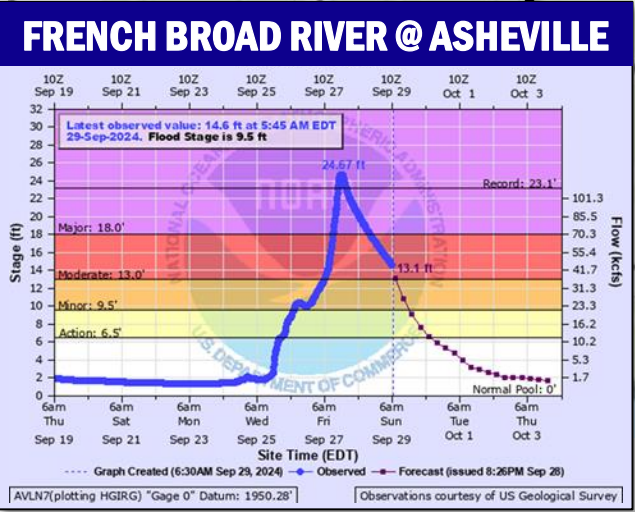 FRENCH BROAD RIVER @ ASHEVILLE
10Z 10Z 10Z 10Z 10Z 10Z 10Z 10Z
Sep 19 Sep 21 Sep 23 Sep 25 Sep 27 Sep 29 Oct 1 Oct 3
Latest observed value: 14.6 ft at 5:45 AM EDT
29-Sep-2024. Flood Stage is 9.5 ft
24.67 ft
Record: 23.1'
Major: 18.0'
13.1 ft
Moderate: 13.0'
Minor: 9.5'
Action: 6.5'
Normal Pool: 0'
Stage (ft)
32
30
28
26
24
22
20
18
16
14
12
10
8
6
4
2
0
Flow (kcfs)
101.3
85.5
70.3
55.4
41.7
31.3
23.3
16.2
10.2
5.3
1.7
NATIONAL OCEANIC AND ATMOSPHERIC ADMINISTRATION
NOAA
U.S. DEPARTMENT OF COMMERCE
6am 6am 6am 6am 6am 6am 6am 6am
Thu Sat Mon Wed Fri Sun Tue Thu
Sep 19 Sep 21 Sep 23 Sep 25 Sep 27 Sep 29 Oct 1 Oct 3
Site Time (EDT)
Graph Created (6:30AM Sep 29, 2024) Observed Forecast (issued 8:26PM Sep 28)
AVLN7(plotting HGIRG) "Gage 0" Datum: 1950.28'
Observations courtesy of US Geological Survey